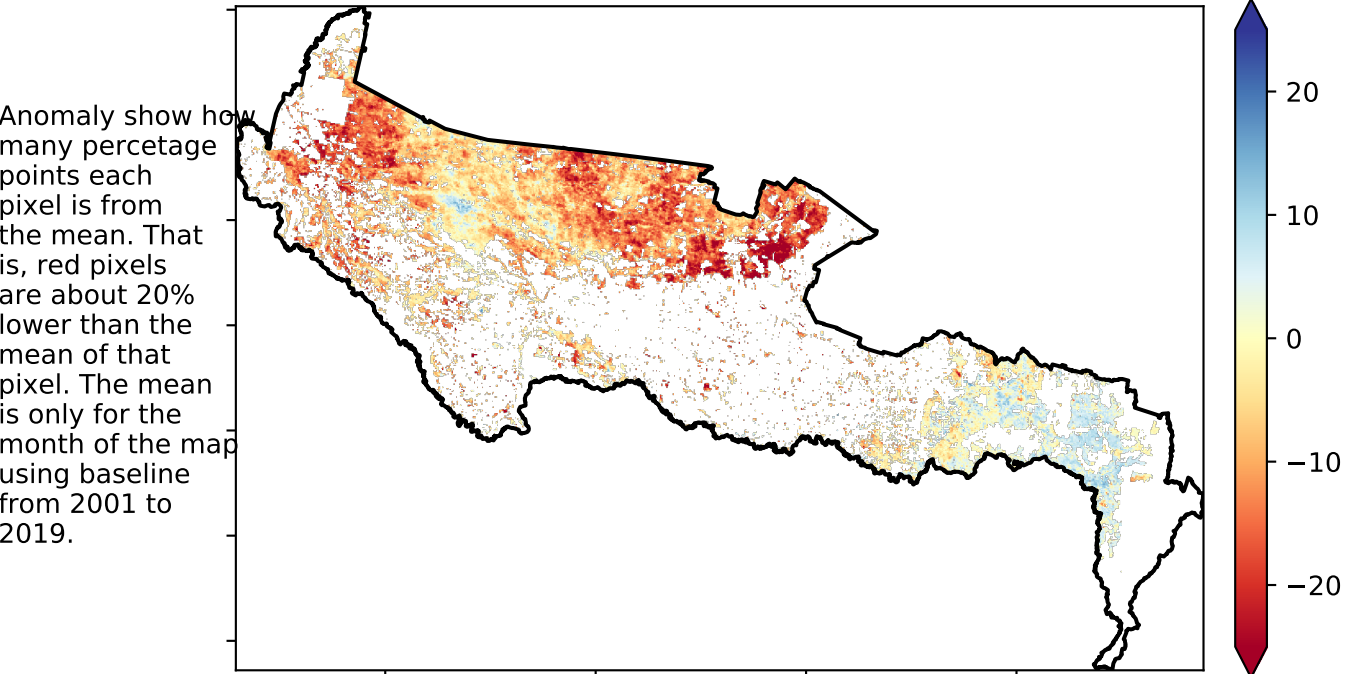 Anomaly show how
many percetage
points each
pixel is from
the mean. That
is, red pixels
are about 20%
lower than the
mean of that
pixel. The mean
is only for the
month of the map
using baseline
from 2001 to
2019.
20
10
0
−10
−20